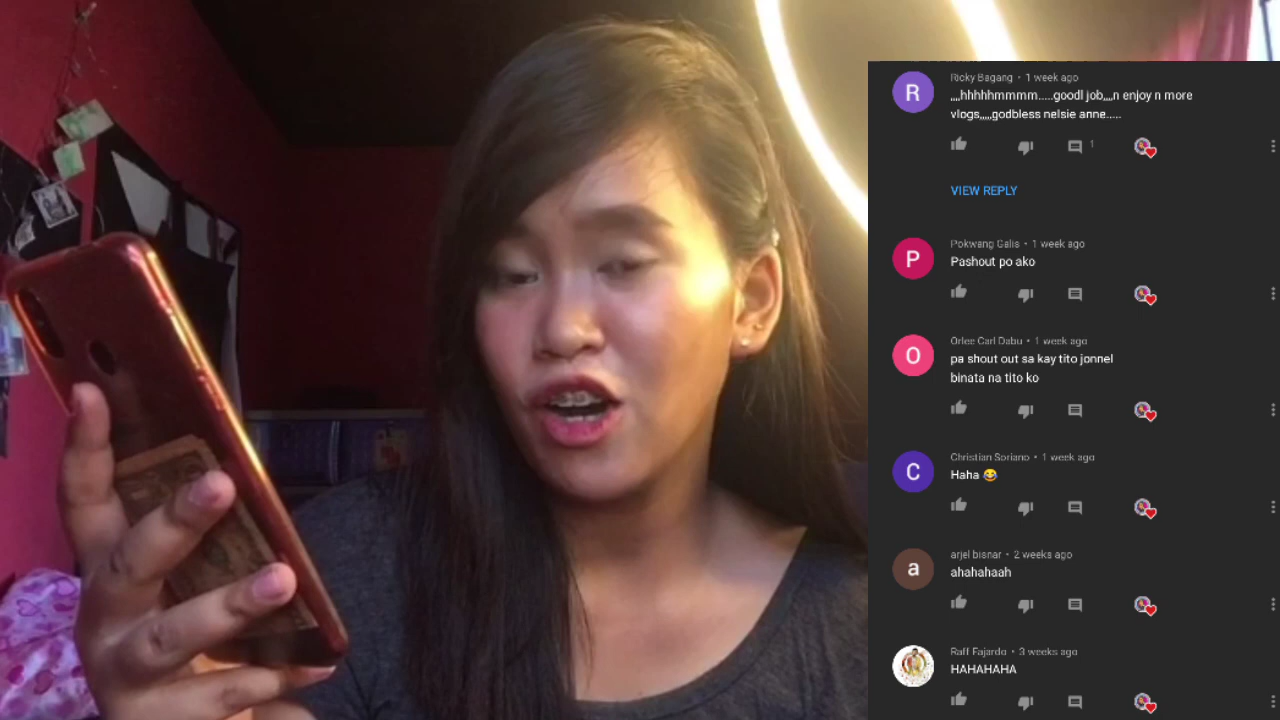 R
Ricky Bagang • 1 week ago
,,,,hhhhhmmmm.....goodl job,,,,n enjoy n more
vlogs,,,,,godbless nelsie anne.....
1
VIEW REPLY
P
Pokwang Galis • 1 week ago
Pashout po ako
O
Orlee Carl Dabu • 1 week ago
pa shout out sa kay tito jonnel
binata na tito ko
C
Christian Soriano • 1 week ago
Haha 😂
a
arjel bisnar • 2 weeks ago
ahahahaah
Raff Fajardo • 3 weeks ago
HAHAHAHA